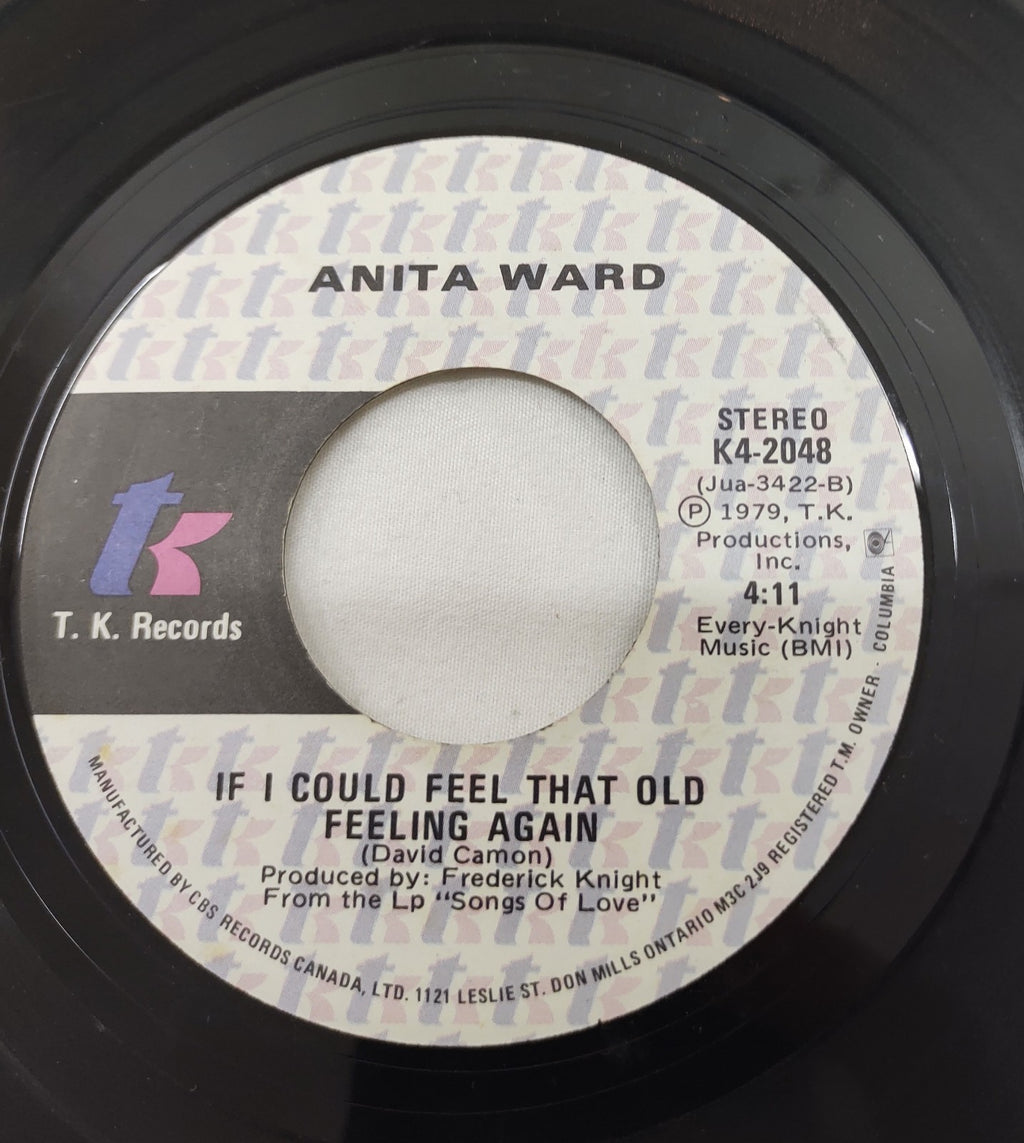 ANITA WARD
STEREO
K4-2048
(Jua-3422-B)
Ⓟ 1979, T.K.
Productions,
Inc.
4:11
Every-Knight
Music (BMI)
tk
T. K. Records
IF I COULD FEEL THAT OLD
FEELING AGAIN
(David Camon)
Produced by: Frederick Knight
From the Lp "Songs Of Love"
MANUFACTURED BY CBS RECORDS CANADA, LTD. 1121 LESLIE ST. DON MILLS ONTARIO M3C 2J9 REGISTERED T.M. OWNER · COLUMBIA